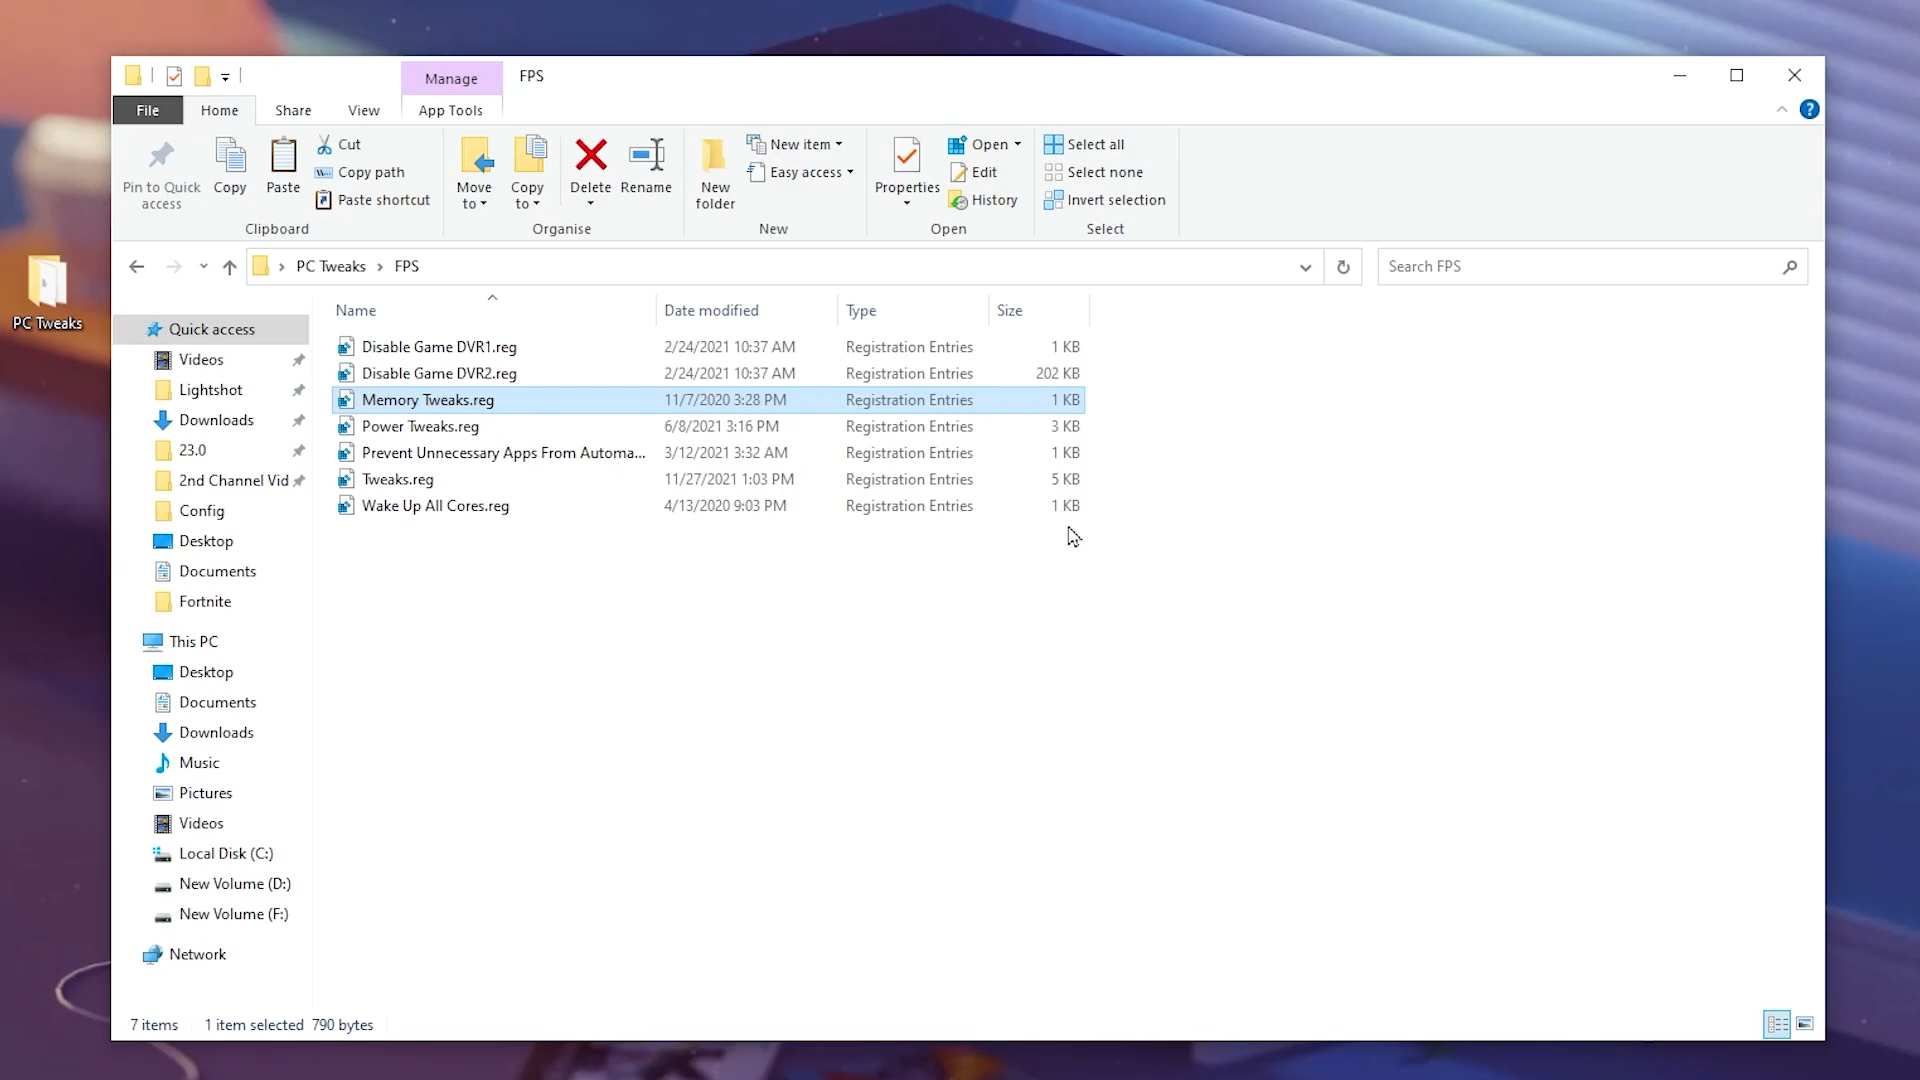 Manage
FPS
File
Home
Share
View
App Tools
Pin to Quick access
Copy
Paste
Cut
Copy path
Paste shortcut
Clipboard
Move to
Copy to
Delete
Rename
Organise
New folder
New item
Easy access
New
Properties
Open
Edit
History
Open
Select all
Select none
Invert selection
Select
PC Tweaks > FPS
Search FPS
PC Tweaks
Name Date modified Type Size
Disable Game DVR1.reg 2/24/2021 10:37 AM Registration Entries 1 KB
Disable Game DVR2.reg 2/24/2021 10:37 AM Registration Entries 202 KB
Memory Tweaks.reg 11/7/2020 3:28 PM Registration Entries 1 KB
Power Tweaks.reg 6/8/2021 3:16 PM Registration Entries 3 KB
Prevent Unnecessary Apps From Automa... 3/12/2021 3:32 AM Registration Entries 1 KB
Tweaks.reg 11/27/2021 1:03 PM Registration Entries 5 KB
Wake Up All Cores.reg 4/13/2020 9:03 PM Registration Entries 1 KB
Quick access
Videos
Lightshot
Downloads
23.0
2nd Channel Vid
Config
Desktop
Documents
Fortnite
This PC
Desktop
Documents
Downloads
Music
Pictures
Videos
Local Disk (C:)
New Volume (D:)
New Volume (F:)
Network
7 items 1 item selected 790 bytes